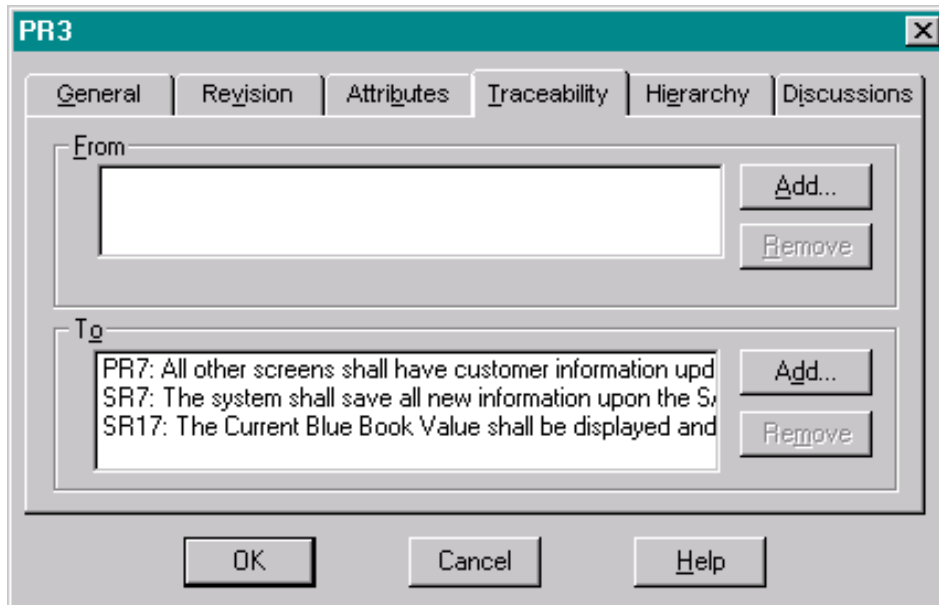 PR3
General
Revision
Attributes
Traceability
Hierarchy
Discussions
From
Add...
Remove
To
PR7: All other screens shall have customer information upd
SR7: The system shall save all new information upon the SA
SR17: The Current Blue Book Value shall be displayed and
Add...
Remove
OK
Cancel
Help